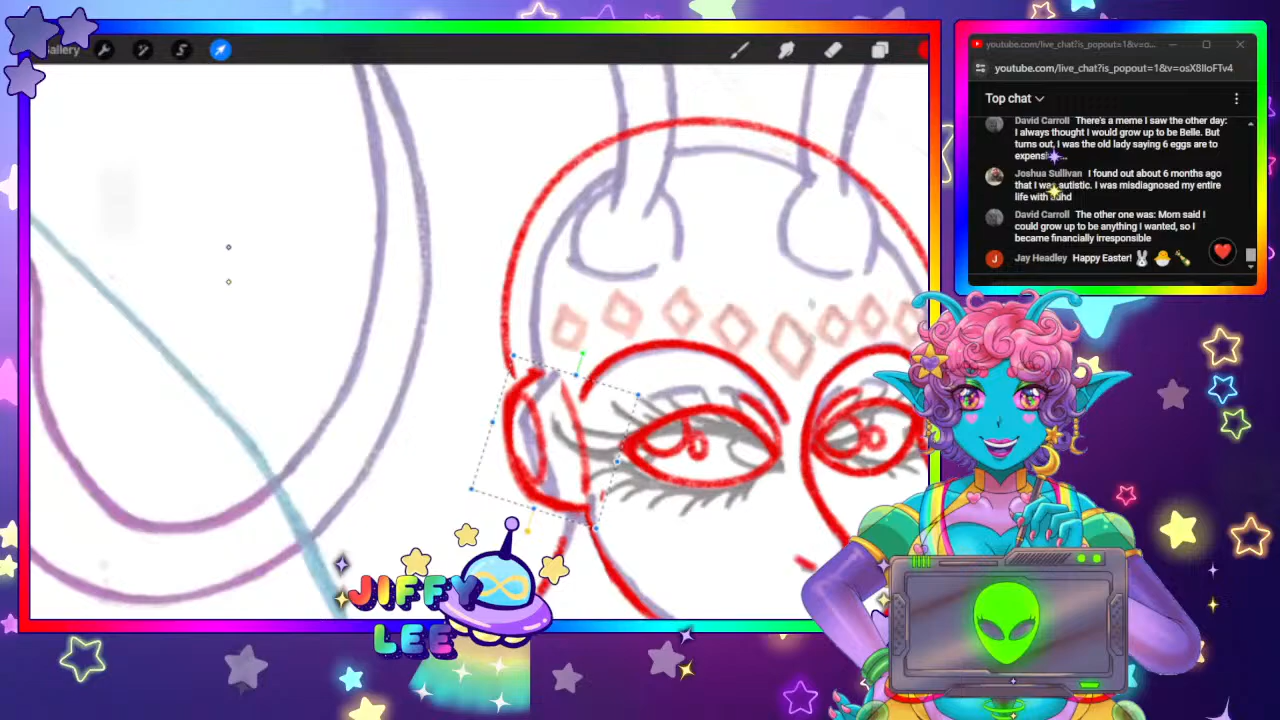 Gallery
youtube.com/live_chat?is_popout=1&v=o...
youtube.com/live_chat?is_popout=1&v=osX8IIoFTv4
Top chat
David Carroll There's a meme I saw the other day:
I always thought I would grow up to be Belle. But
turns out, I was the old lady saying 6 eggs are to
Joshua Sullivan I found out about 6 months ago
that I was autistic. I was misdiagnosed my entire
life with
David Carroll The other one was: Mom said I
could grow up to be anything I wanted, so I
became financially irresponsible
J
Jay Headley Happy Easter! 🐰 🐣 🍾
JIFFY
LEE